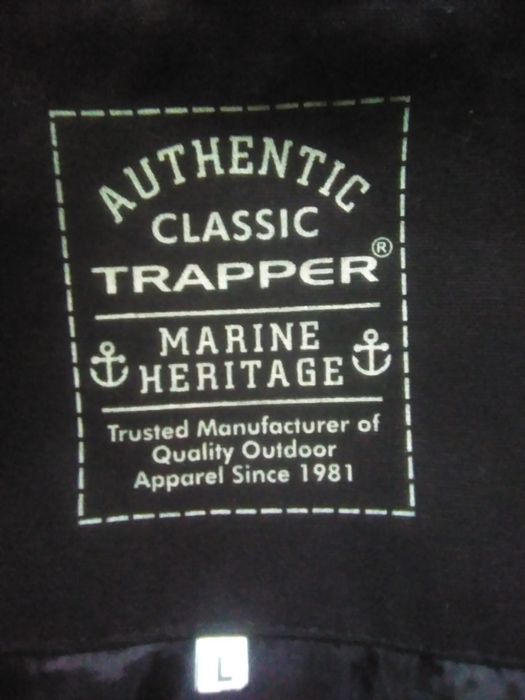 AUTHENTIC
CLASSIC
TRAPPER®
MARINE
HERITAGE
Trusted Manufacturer of
Quality Outdoor
Apparel Since 1981
L